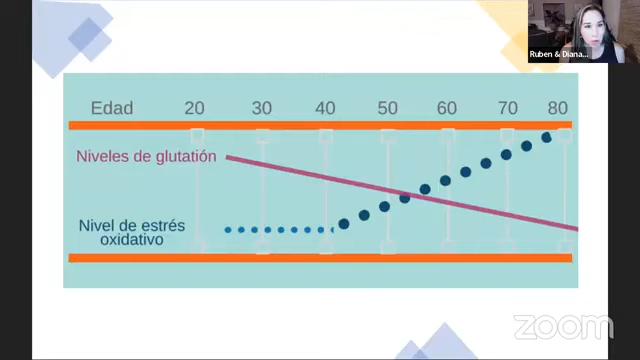 Ruben & Diana...
Edad 20 30 40 50 60 70 80
Niveles de glutatión
Nivel de estrés
oxidativo
zoom